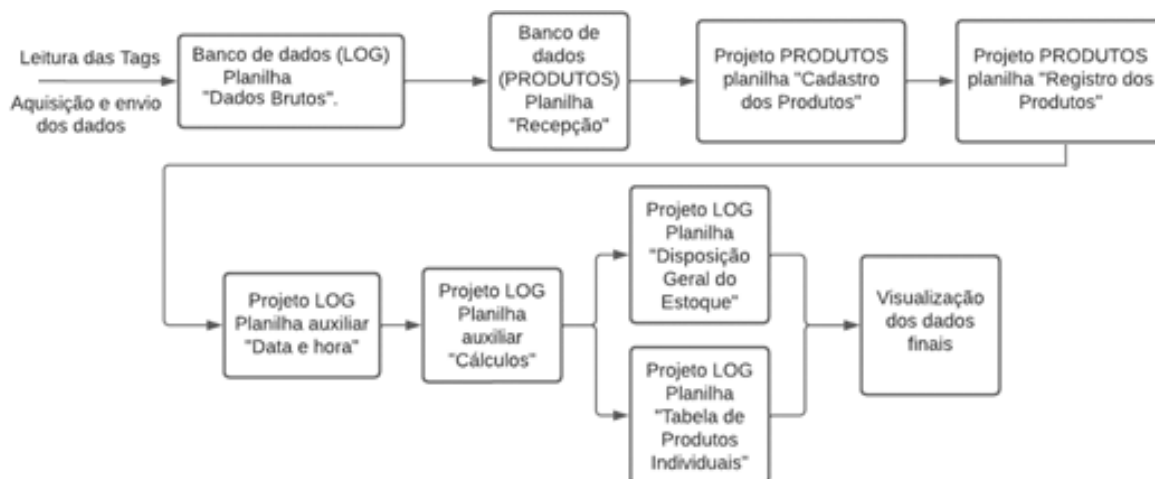 Leitura das Tags
Aquisição e envio
dos dados
Banco de dados (LOG)
Planilha
"Dados Brutos".
Banco de
dados
(PRODUTOS)
Planilha
"Recepção"
Projeto PRODUTOS
planilha "Cadastro
dos Produtos"
Projeto PRODUTOS
planilha "Registro dos
Produtos"
Projeto LOG
Planilha auxiliar
"Data e hora"
Projeto LOG
Planilha
auxiliar
"Cálculos"
Projeto LOG
Planilha
"Disposição
Geral do
Estoque"
Projeto LOG
Planilha
"Tabela de
Produtos
Individuais"
Visualização
dos dados
finais